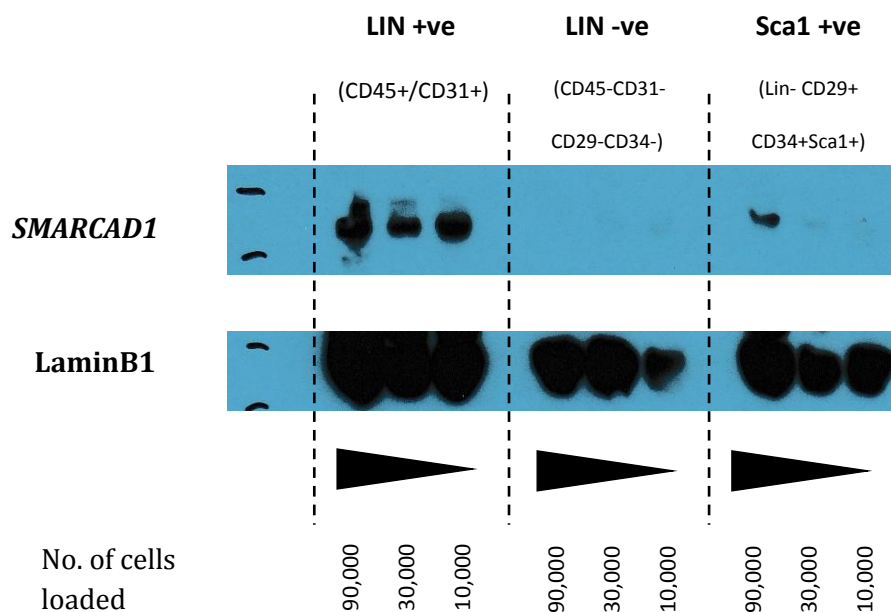 LIN +ve
LIN -ve
Sca1 +ve
(CD45+/CD31+)
(CD45-CD31-
CD29-CD34-)
(Lin- CD29+
CD34+Sca1+)
SMARCAD1
LaminB1
No. of cells
loaded
90,000
30,000
10,000
90,000
30,000
10,000
90,000
30,000
10,000